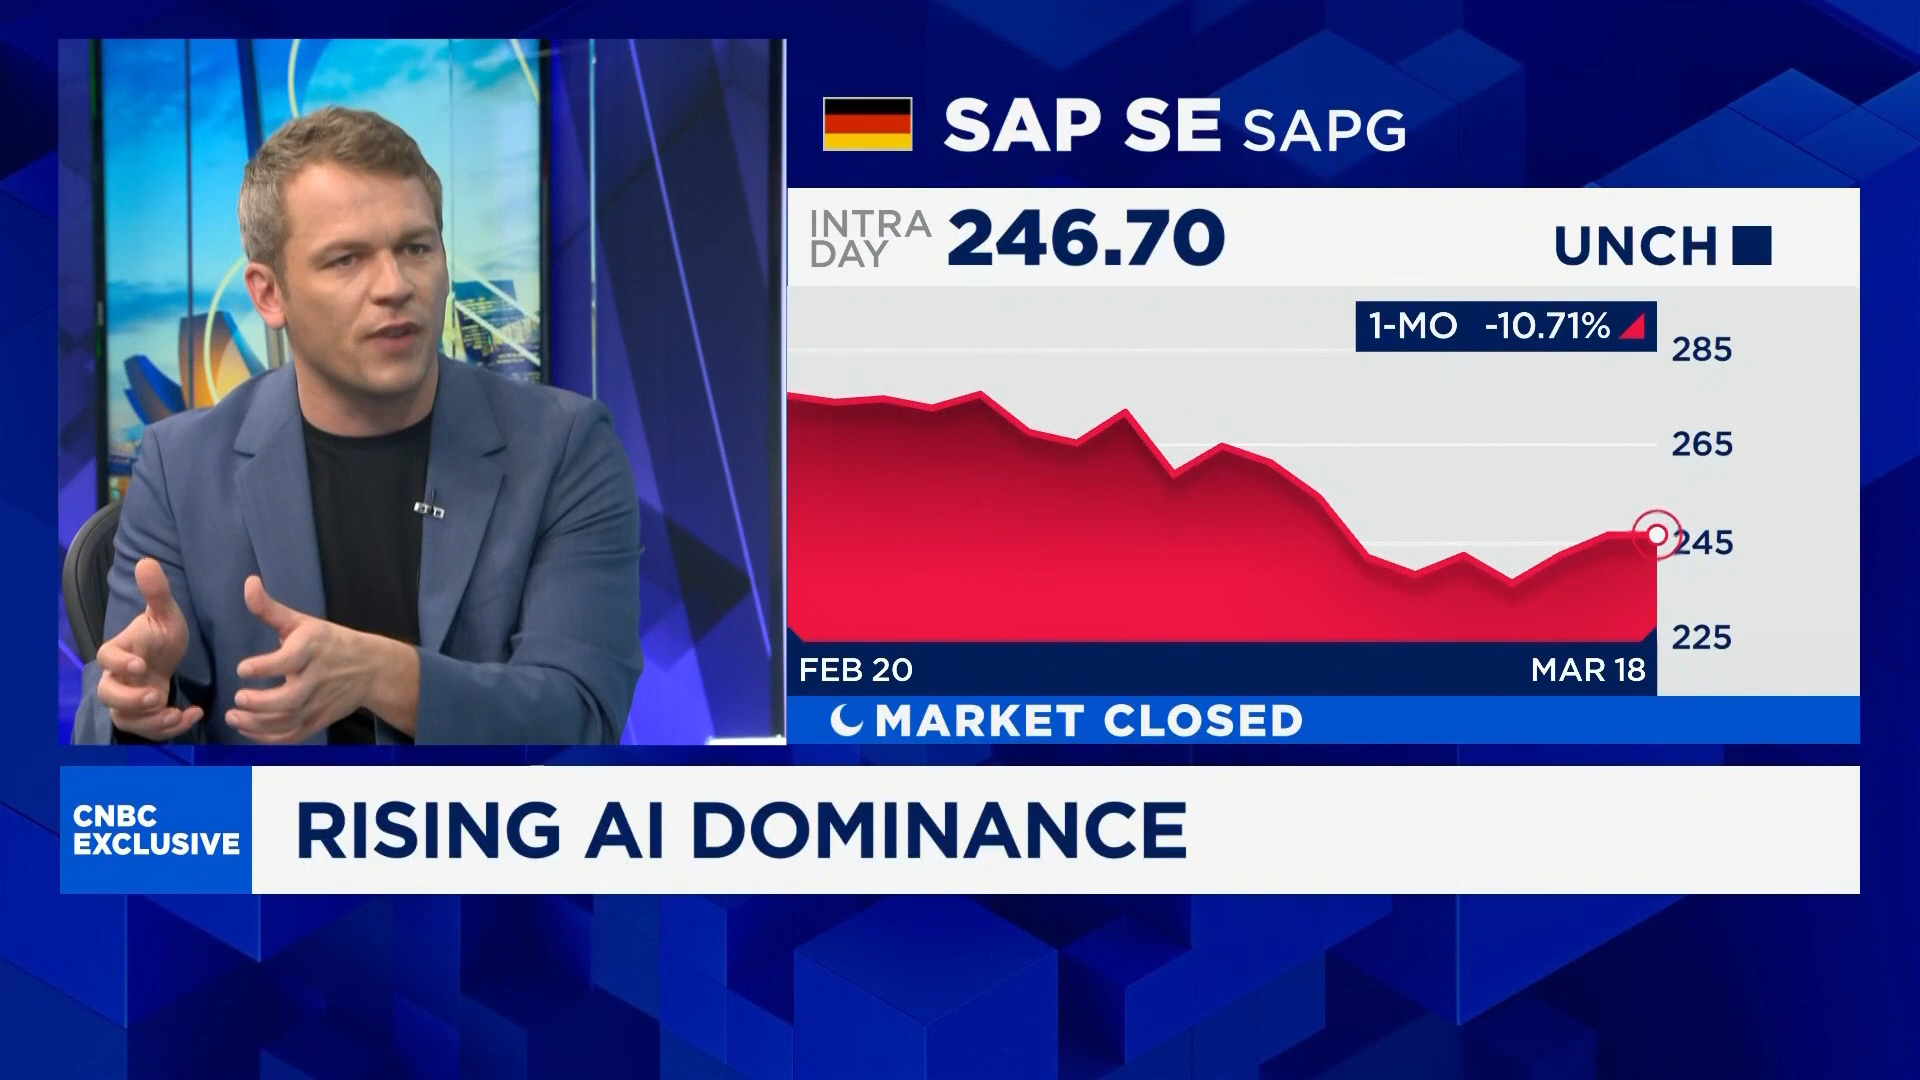 SAP SE SAPG
INTRA
DAY
246.70
UNCH
1-MO -10.71%
285
265
245
225
FEB 20
MAR 18
MARKET CLOSED
CNBC
EXCLUSIVE
RISING AI DOMINANCE